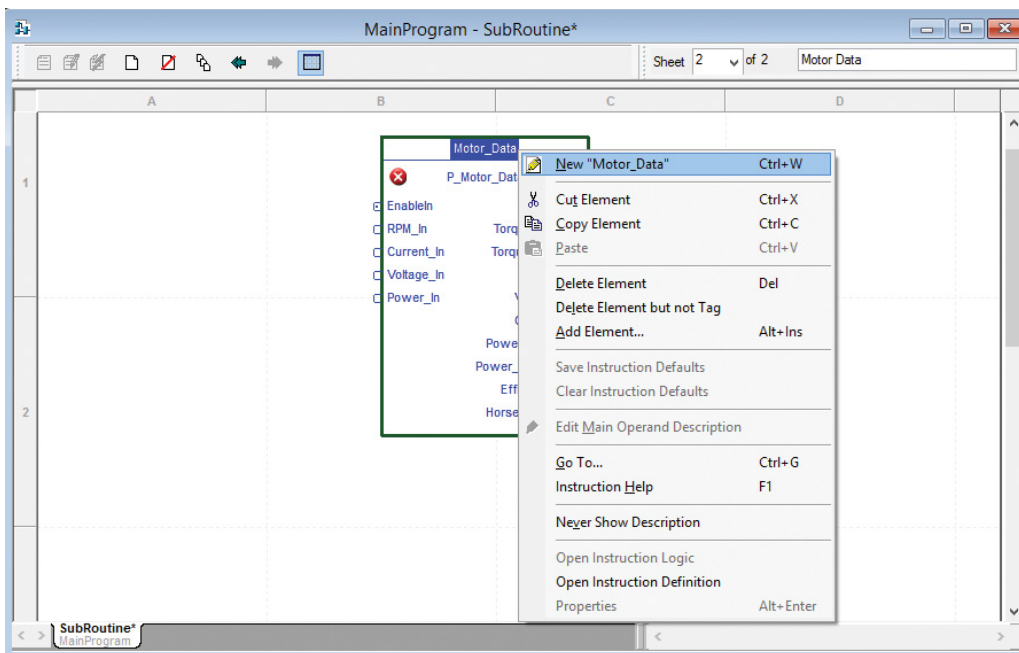 MainProgram - SubRoutine*
Sheet 2 of 2 Motor Data
A B C D
1
2
Motor_Data
P_Motor_Dat
EnableIn
RPM_In Torq
Current_In Torqu
Voltage_In
Power_In
Powe
Power_
Eff
Horse
New "Motor_Data" Ctrl+W
Cut Element Ctrl+X
Copy Element Ctrl+C
Paste Ctrl+V
Delete Element Del
Delete Element but not Tag
Add Element... Alt+Ins
Save Instruction Defaults
Clear Instruction Defaults
Edit Main Operand Description
Go To... Ctrl+G
Instruction Help F1
Never Show Description
Open Instruction Logic
Open Instruction Definition
Properties Alt+Enter
SubRoutine*
MainProgram